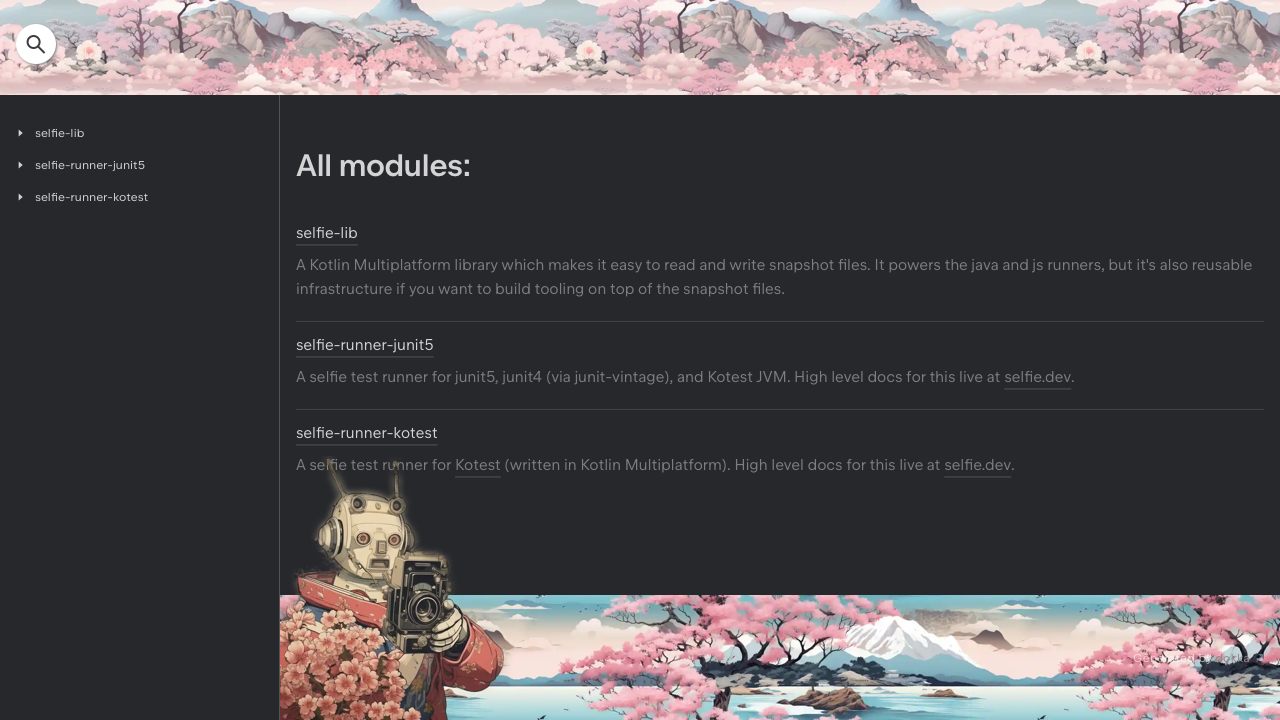 selfie-lib
selfie-runner-junit5
selfie-runner-kotest
All modules:
selfie-lib
A Kotlin Multiplatform library which makes it easy to read and write snapshot files. It powers the java and js runners, but it's also reusable
infrastructure if you want to build tooling on top of the snapshot files.
selfie-runner-junit5
A selfie test runner for junit5, junit4 (via junit-vintage), and Kotest JVM. High level docs for this live at selfie.dev.
selfie-runner-kotest
A selfie test runner for Kotest (written in Kotlin Multiplatform). High level docs for this live at selfie.dev.